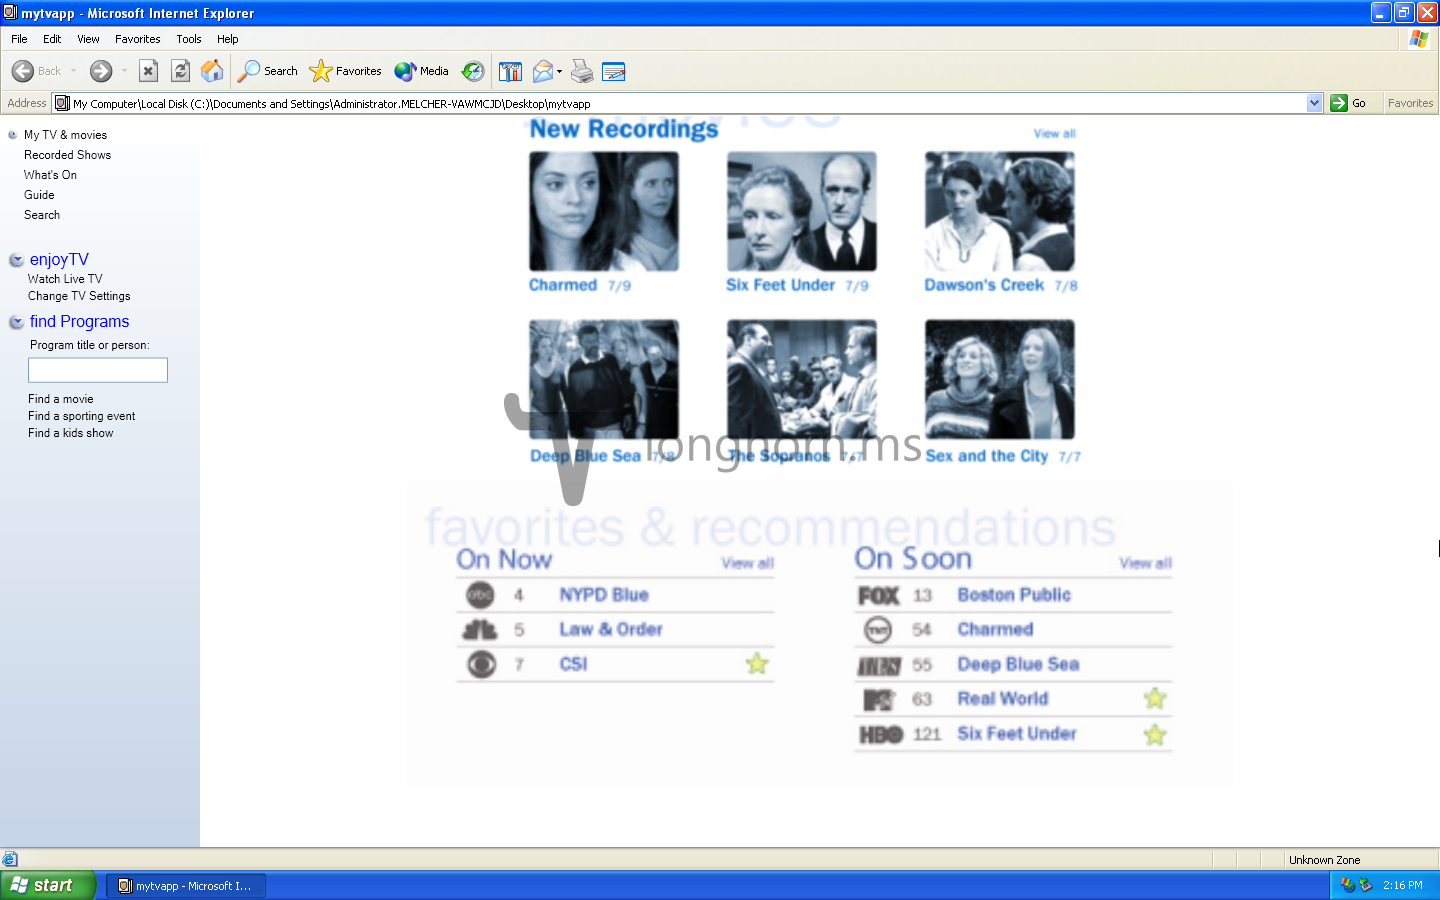 mytvapp - Microsoft Internet Explorer
File Edit View Favorites Tools Help
Back Search Favorites Media
Address My Computer\Local Disk (C:)\Documents and Settings\Administrator.MELCHER-VAWMCJD\Desktop\mytvapp Go Favorites
My TV & movies
Recorded Shows
What's On
Guide
Search
enjoyTV
Watch Live TV
Change TV Settings
find Programs
Program title or person:
Find a movie
Find a sporting event
Find a kids show
New Recordings View all
Charmed 7/9
Six Feet Under 7/9
Dawson's Creek 7/8
Deep Blue Sea 7/8
The Sopranos 7/7
Sex and the City 7/7
longhorn.ms
favorites & recommendations
On Now View all
abc 4 NYPD Blue
5 Law & Order
7 CSI
On Soon View all
FOX 13 Boston Public
TNT 54 Charmed
55 Deep Blue Sea
63 Real World
HBO 121 Six Feet Under
Unknown Zone
start mytvapp - Microsoft I... 2:16 PM